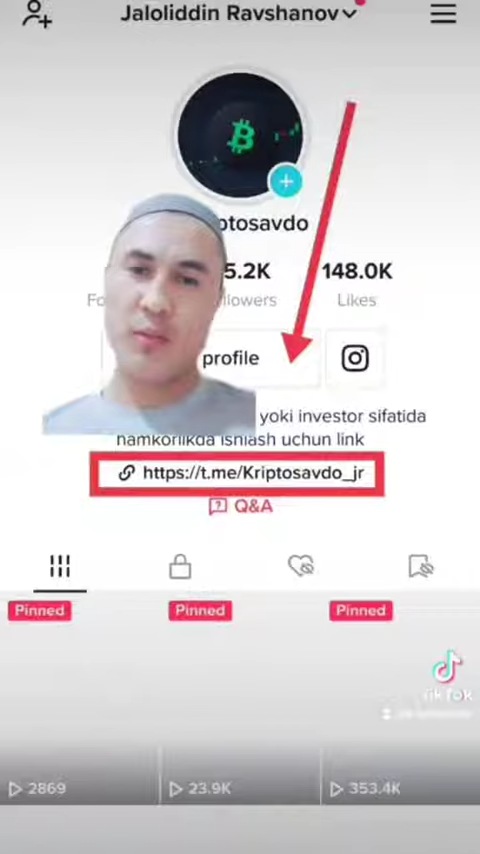 Jaloliddin Ravshanov
ptosavdo
5.2K
148.0K
Likes
profile
yoki investor sifatida
hamkorlikda ishlash uchun link
https://t.me/Kriptosavdo_jr
Q&A
Pinned
Pinned
Pinned
TikTok
2869
23.9K
353.4K